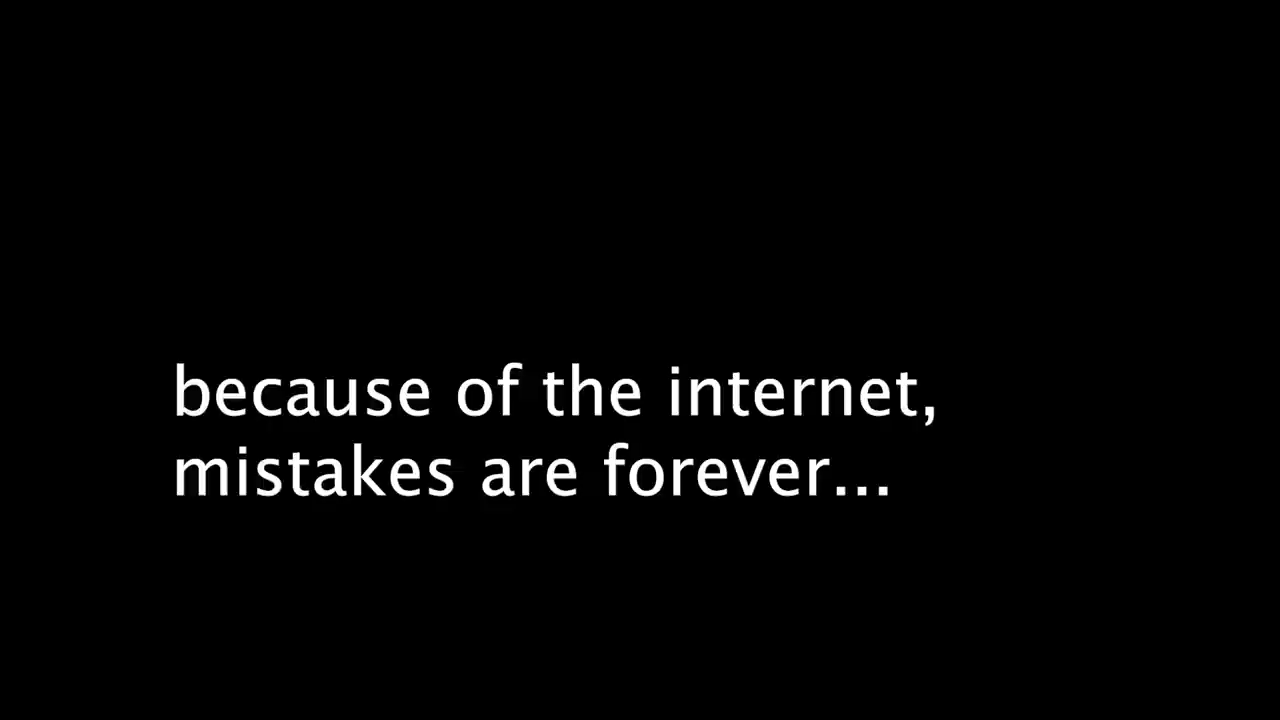 because of the internet,
mistakes are forever...